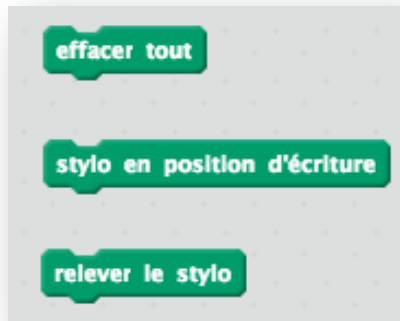 effacer tout
stylo en position d'écriture
relever le stylo